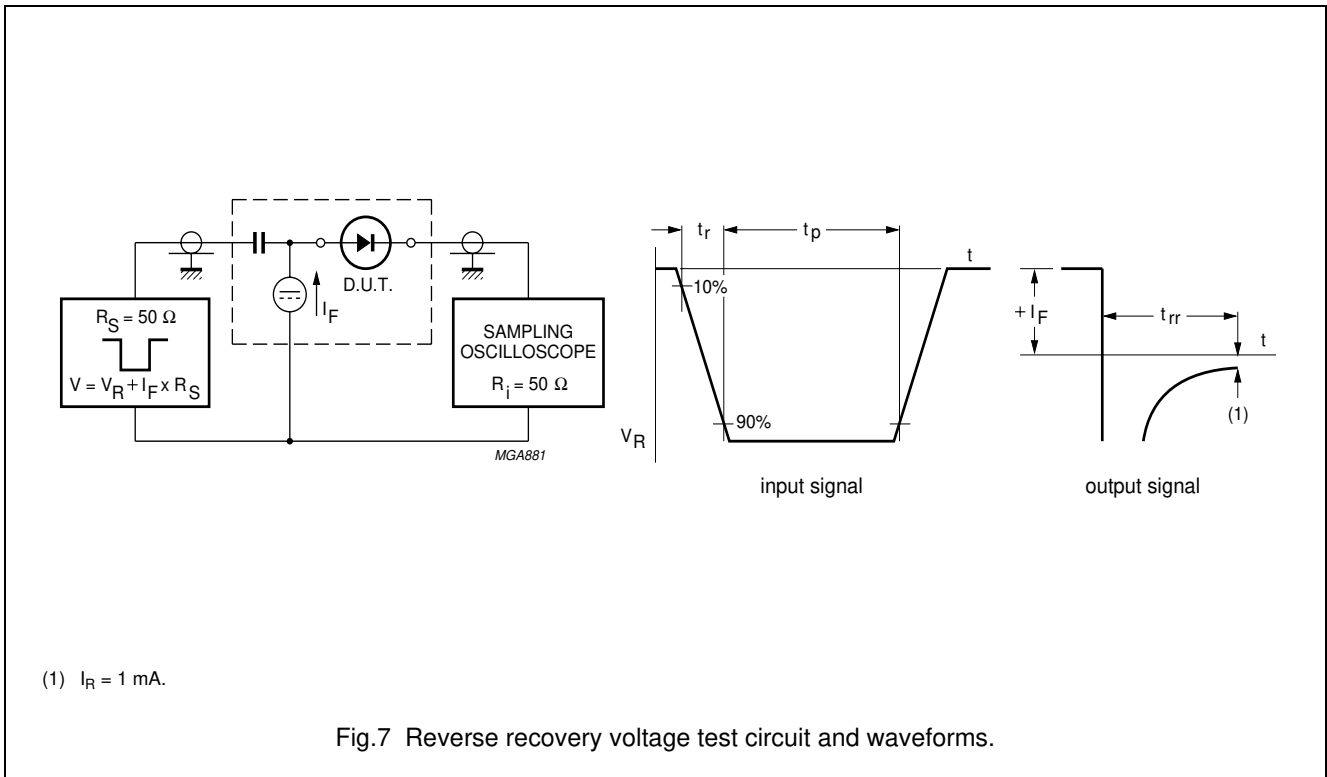 R_S = 50 Ω
V = V_R + I_F x R_S
I_F
D.U.T.
SAMPLING
OSCILLOSCOPE
R_i = 50 Ω
MGA881
t_r
t_p
t
10%
90%
V_R
input signal
+ I_F
t_rr
t
(1)
output signal
(1) I_R = 1 mA.
Fig.7 Reverse recovery voltage test circuit and waveforms.